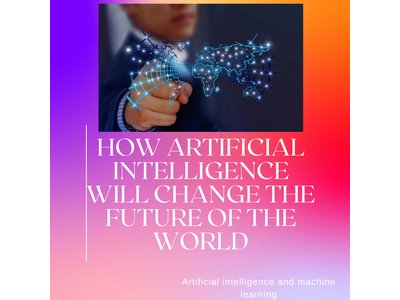 HOW ARTIFICIAL
INTELLIGENCE
WILL CHANGE THE
FUTURE OF THE
WORLD
Artificial intelligence and machine
learning